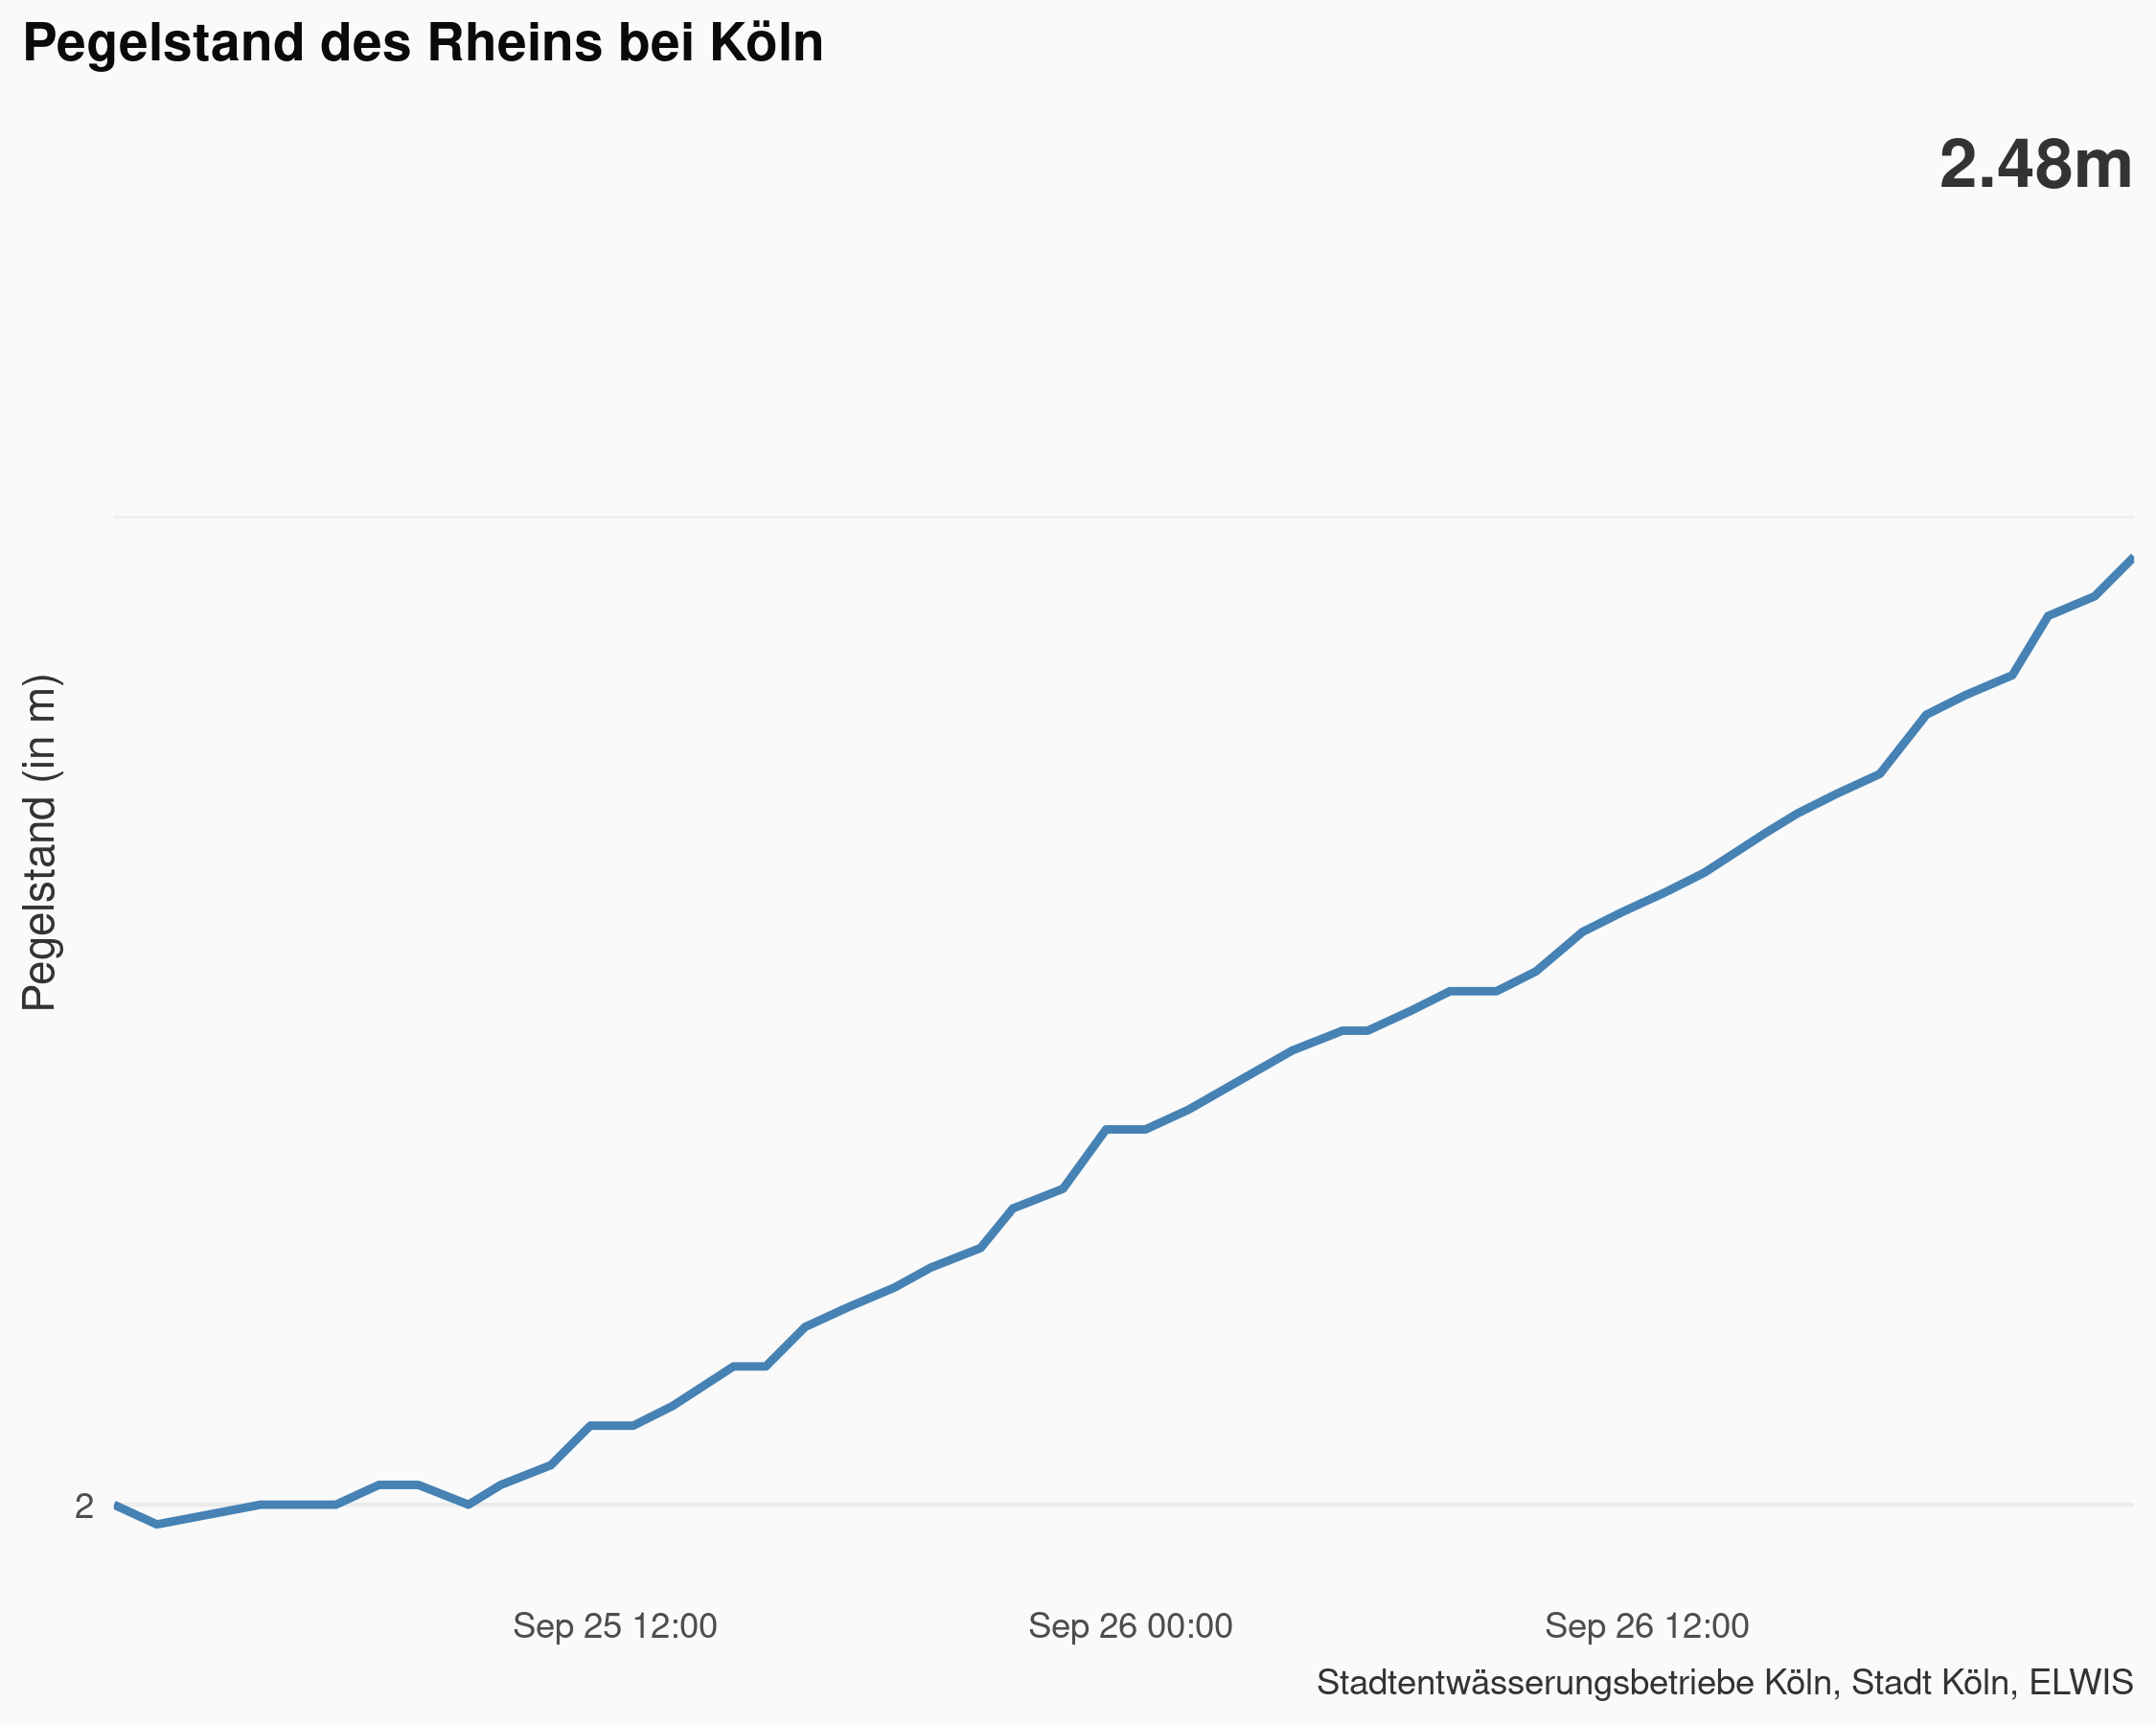 Pegelstand des Rheins bei Köln
2.48m
Pegelstand (in m)
2
Sep 25 12:00
Sep 26 00:00
Sep 26 12:00
Stadtentwässerungsbetriebe Köln, Stadt Köln, ELWIS